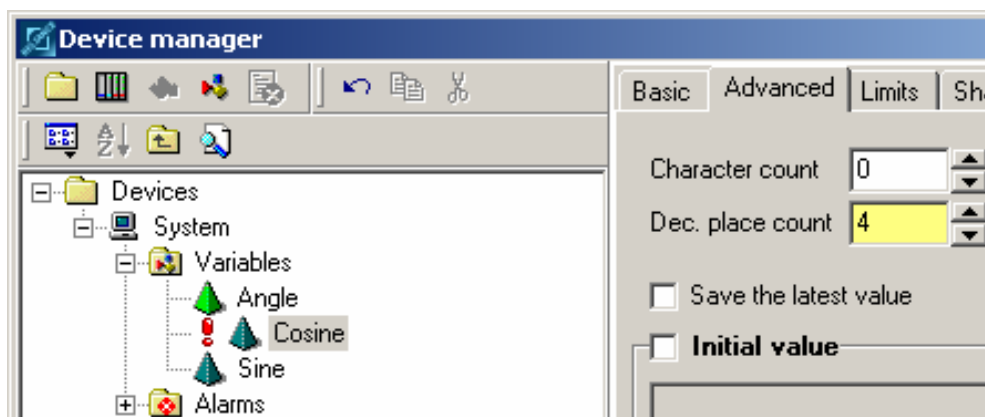 Device manager
Basic Advanced Limits
Character count 0
Dec. place count 4
Devices
System
Variables
Angle
Save the latest value
Cosine
Initial value
Sine
Alarms